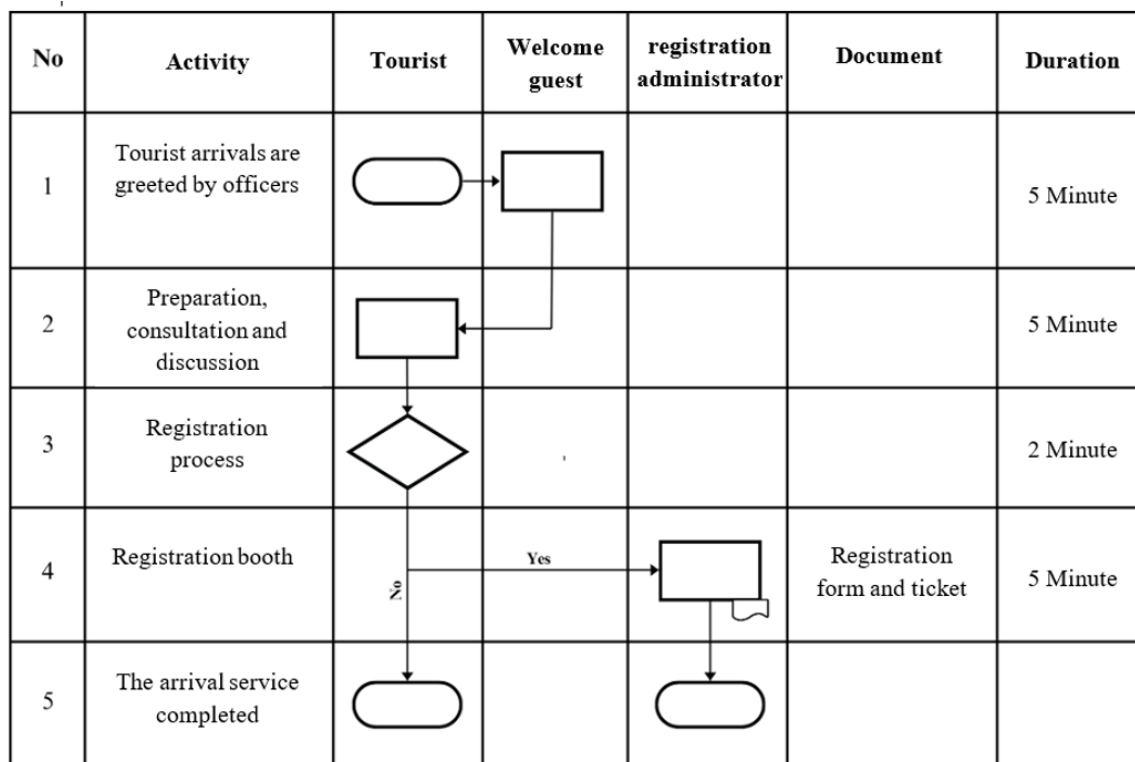 No
Activity
Tourist
Welcome
guest
registration
administrator
Document
Duration
1
Tourist arrivals are
greeted by officers
5 Minute
2
Preparation,
consultation and
discussion
5 Minute
3
Registration
process
2 Minute
4
Registration booth
Yes
No
Registration
form and ticket
5 Minute
5
The arrival service
completed